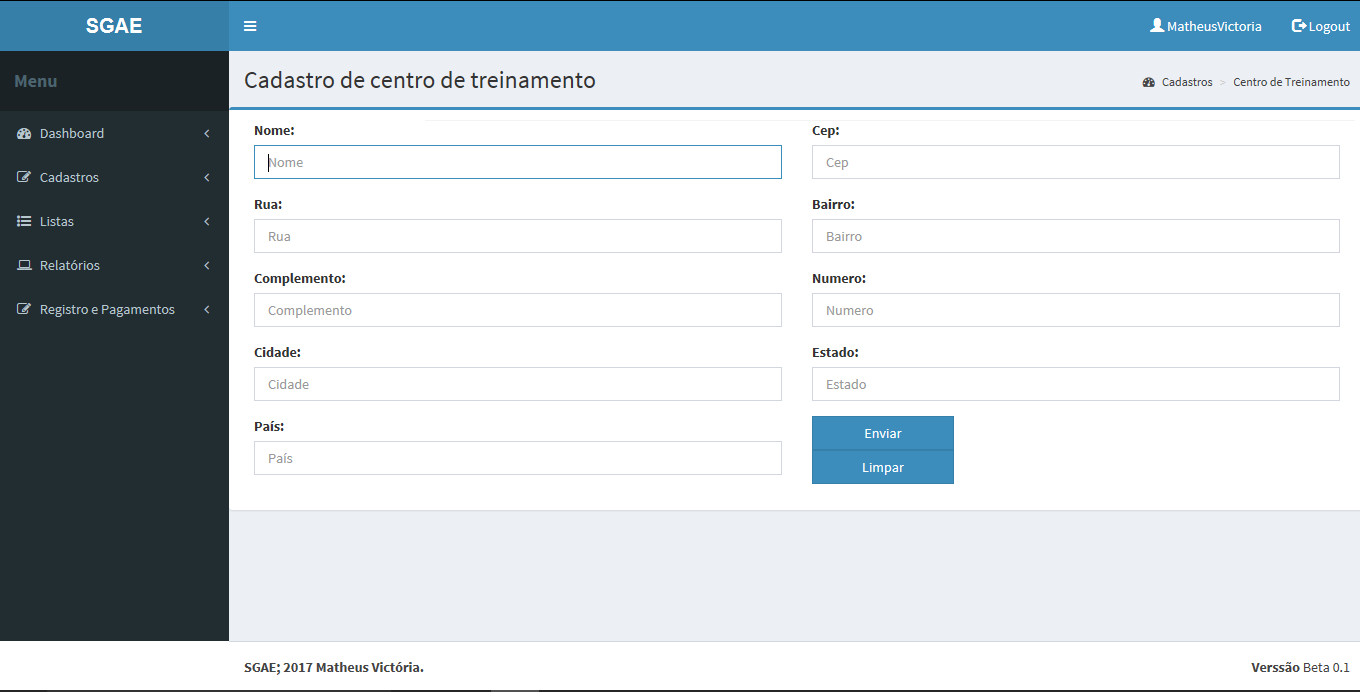 SGAE
MatheusVictoria
Logout
Menu
Cadastro de centro de treinamento
Cadastros > Centro de Treinamento
Dashboard
Cadastros
Listas
Relatórios
Registro e Pagamentos
Nome:
Nome
Cep:
Cep
Rua:
Rua
Bairro:
Bairro
Complemento:
Complemento
Numero:
Numero
Cidade:
Cidade
Estado:
Estado
País:
País
Enviar
Limpar
SGAE; 2017 Matheus Victória.
Verssão Beta 0.1